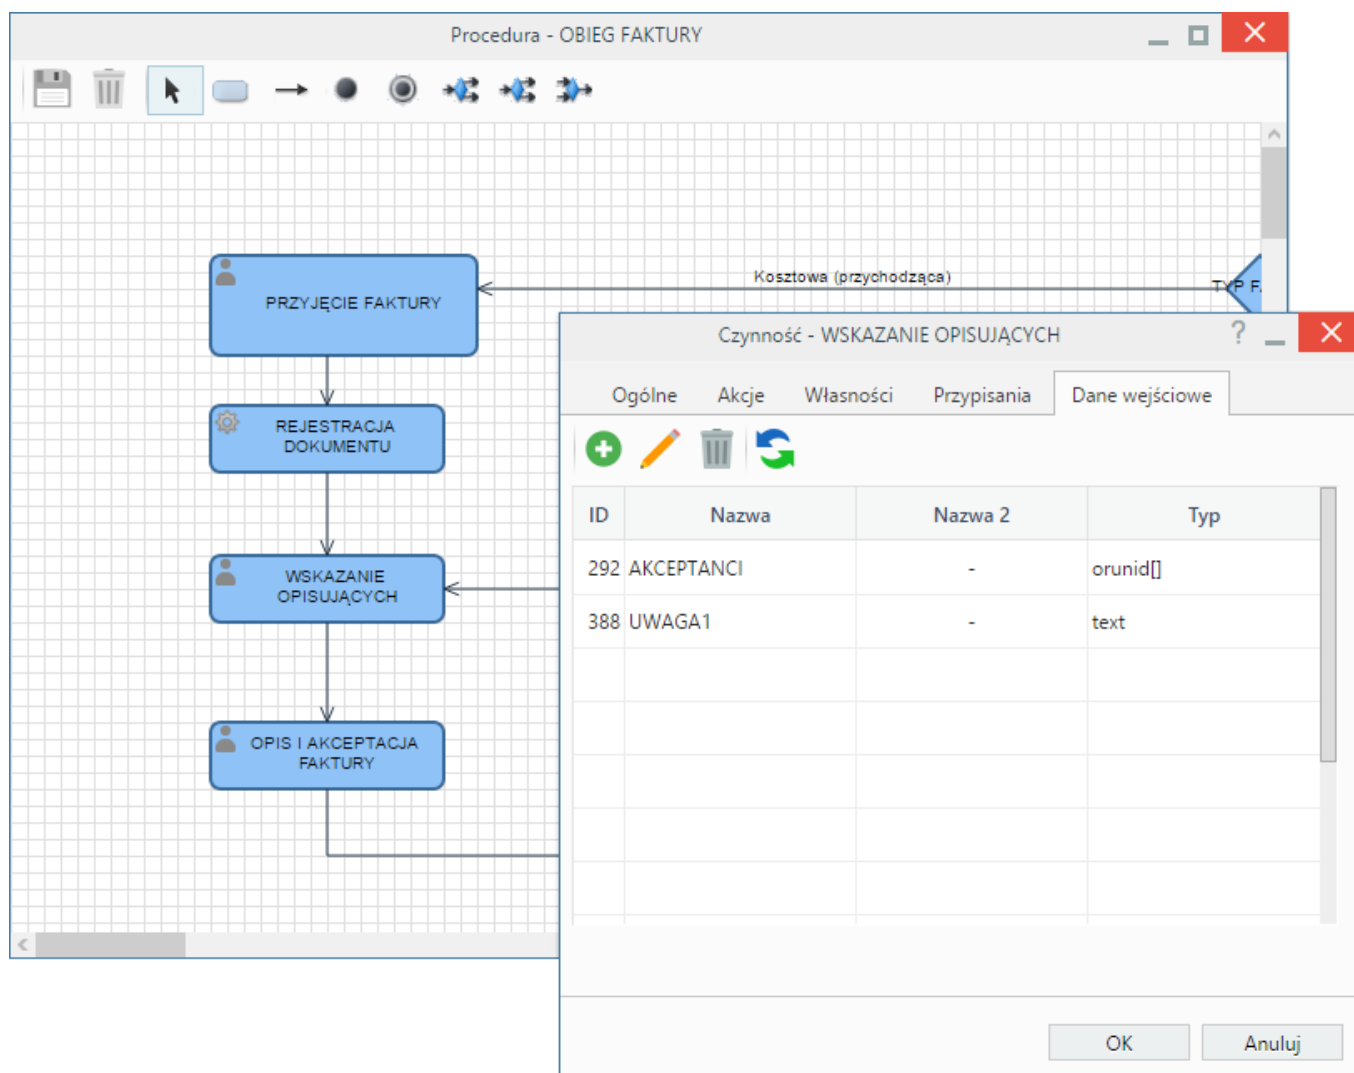 Procedura - OBIEG FAKTURY
Kosztowa (przychodząca)
TYP F
PRZYJĘCIE FAKTURY
REJESTRACJA
DOKUMENTU
WSKAZANIE
OPISUJĄCYCH
OPIS I AKCEPTACJA
FAKTURY
Czynność - WSKAZANIE OPISUJĄCYCH
?
Ogólne Akcje Własności Przypisania Dane wejściowe
ID Nazwa Nazwa 2 Typ
292 AKCEPTANCI - orunid[]
388 UWAGA1 - text
OK Anuluj